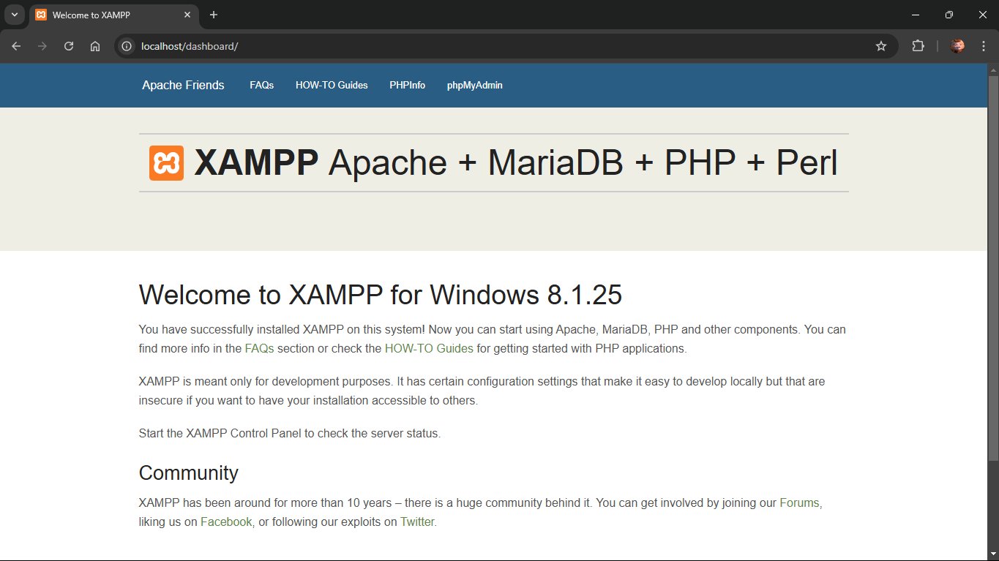 Welcome to XAMPP
localhost/dashboard/
Apache Friends FAQs HOW-TO Guides PHPInfo phpMyAdmin
XAMPP Apache + MariaDB + PHP + Perl
Welcome to XAMPP for Windows 8.1.25
You have successfully installed XAMPP on this system! Now you can start using Apache, MariaDB, PHP and other components. You can
find more info in the FAQs section or check the HOW-TO Guides for getting started with PHP applications.
XAMPP is meant only for development purposes. It has certain configuration settings that make it easy to develop locally but that are
insecure if you want to have your installation accessible to others.
Start the XAMPP Control Panel to check the server status.
Community
XAMPP has been around for more than 10 years – there is a huge community behind it. You can get involved by joining our Forums,
liking us on Facebook, or following our exploits on Twitter.